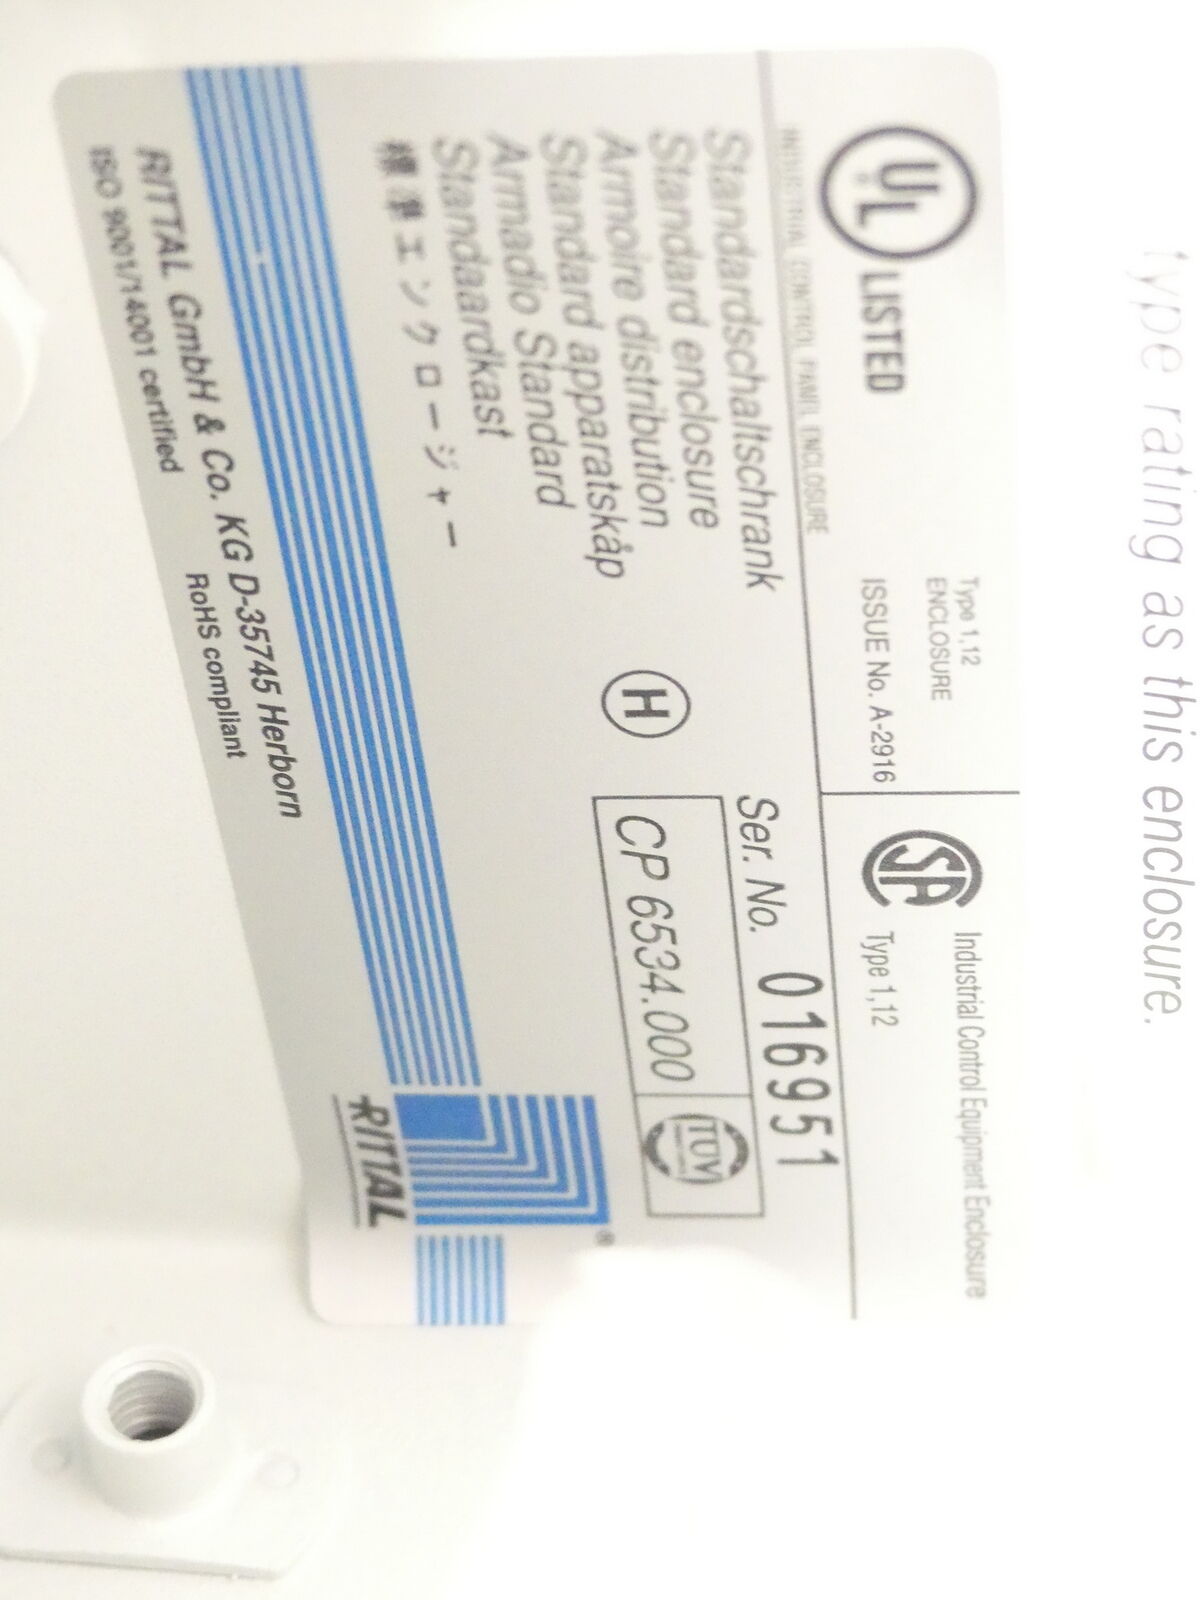 type rating as this enclosure.
UL
®
LISTED
INDUSTRIAL CONTROL PANEL ENCLOSURE
Type 1,12
ENCLOSURE
ISSUE No. A-2916
SA
Industrial Control Equipment Enclosure
Type 1,12
Standardschaltschrank
Standard enclosure
Armoire distribution
Standard apparatskåp
Armadio Standard
Standaardkast
標準エンクロージャー
H
Ser. No. 016951
CP 6534.000
TÜV
RITTAL
®
RITTAL GmbH & Co. KG D-35745 Herborn
ISO 9001/14001 certified
RoHS compliant